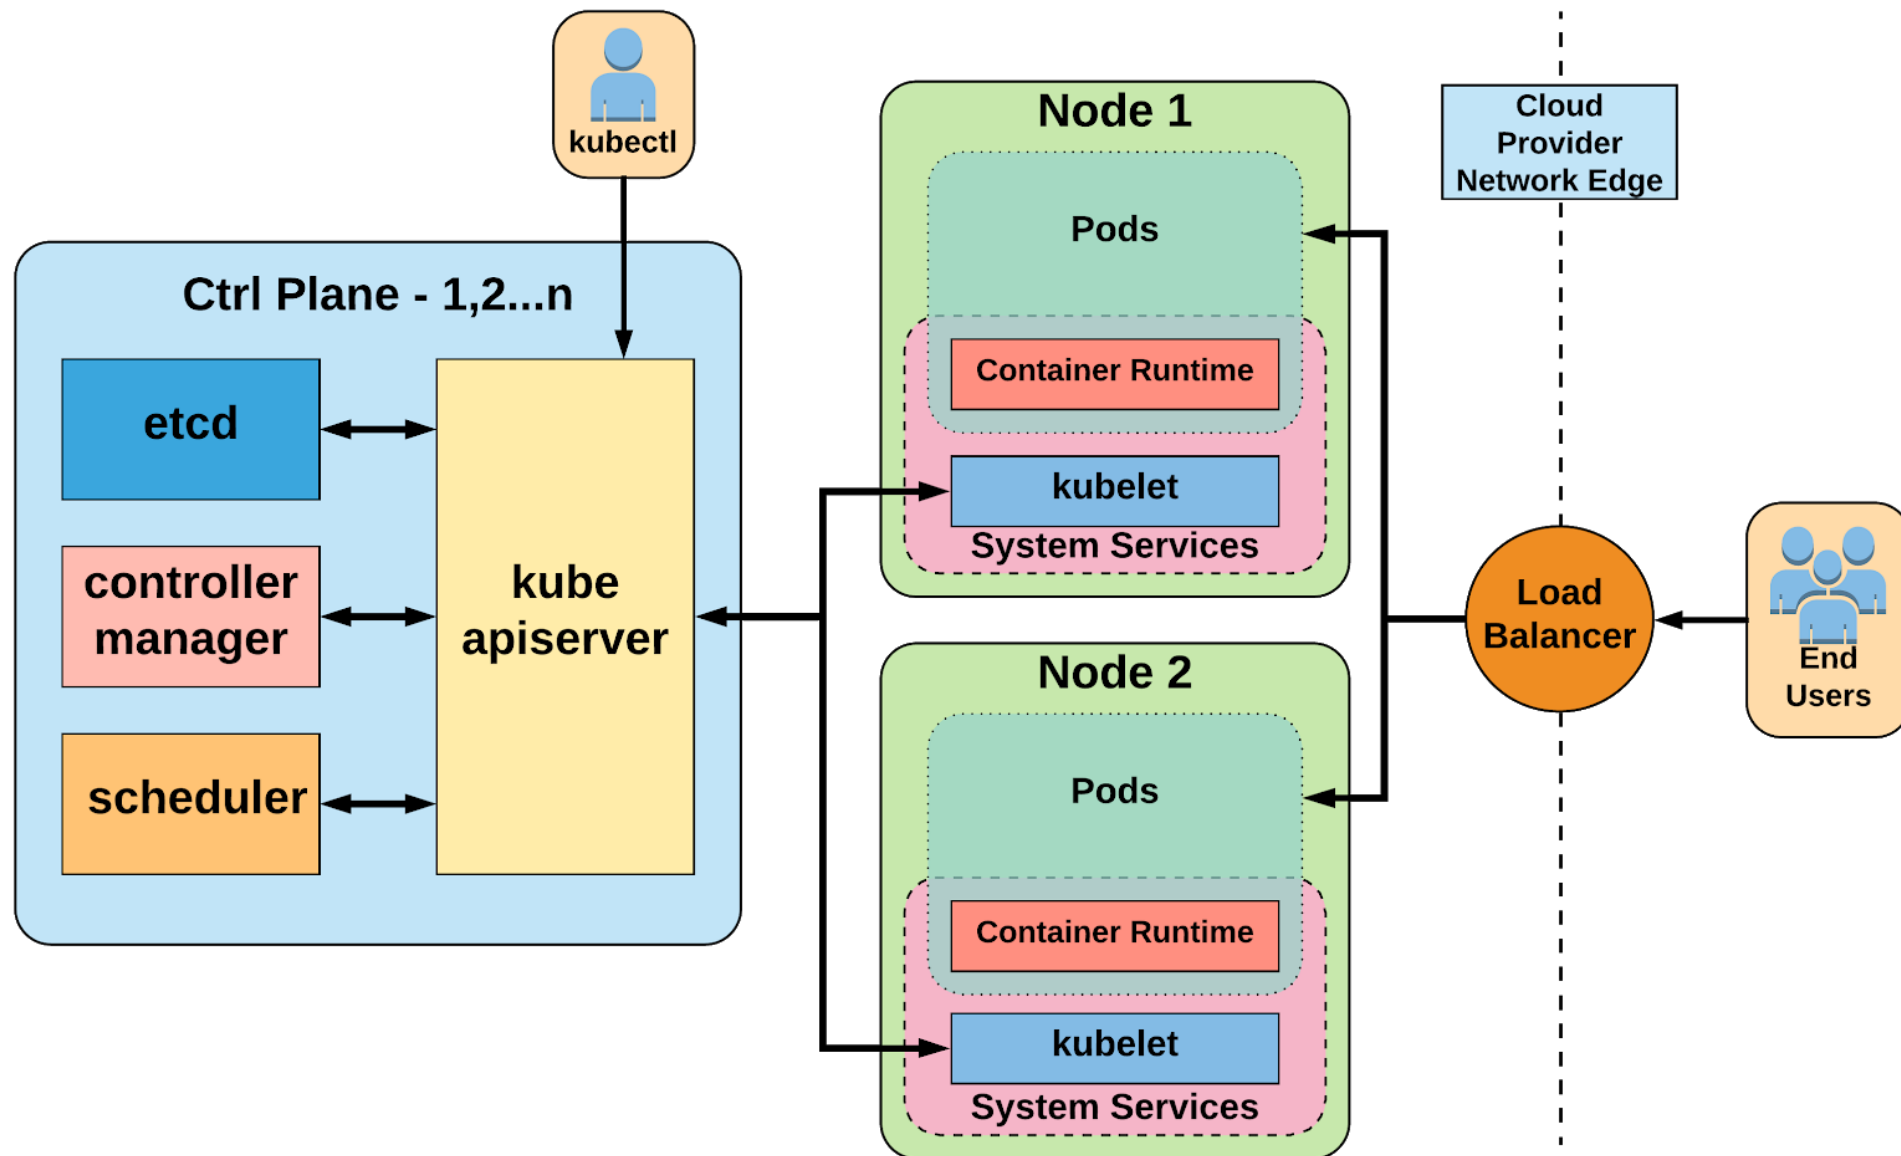 kubectl
Ctrl Plane - 1,2...n
etcd
controller
manager
scheduler
kube
apiserver
Node 1
Pods
Container Runtime
kubelet
System Services
Node 2
Pods
Container Runtime
kubelet
System Services
Cloud
Provider
Network Edge
Load
Balancer
End
Users